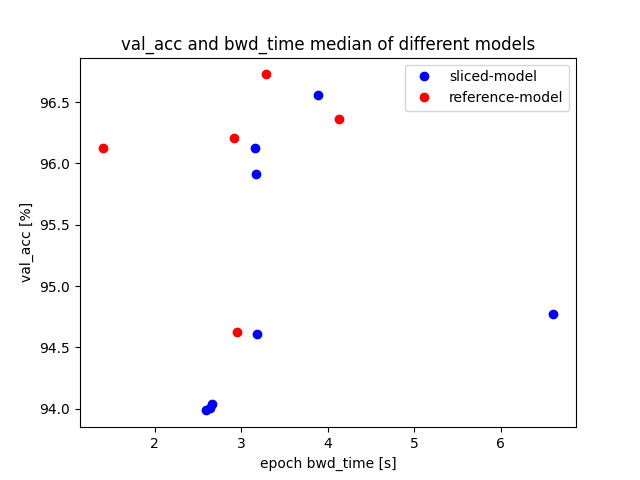 val_acc and bwd_time median of different models
sliced-model
reference-model
96.5
96.0
95.5
95.0
94.5
94.0
val_acc [%]
2 3 4 5 6
epoch bwd_time [s]